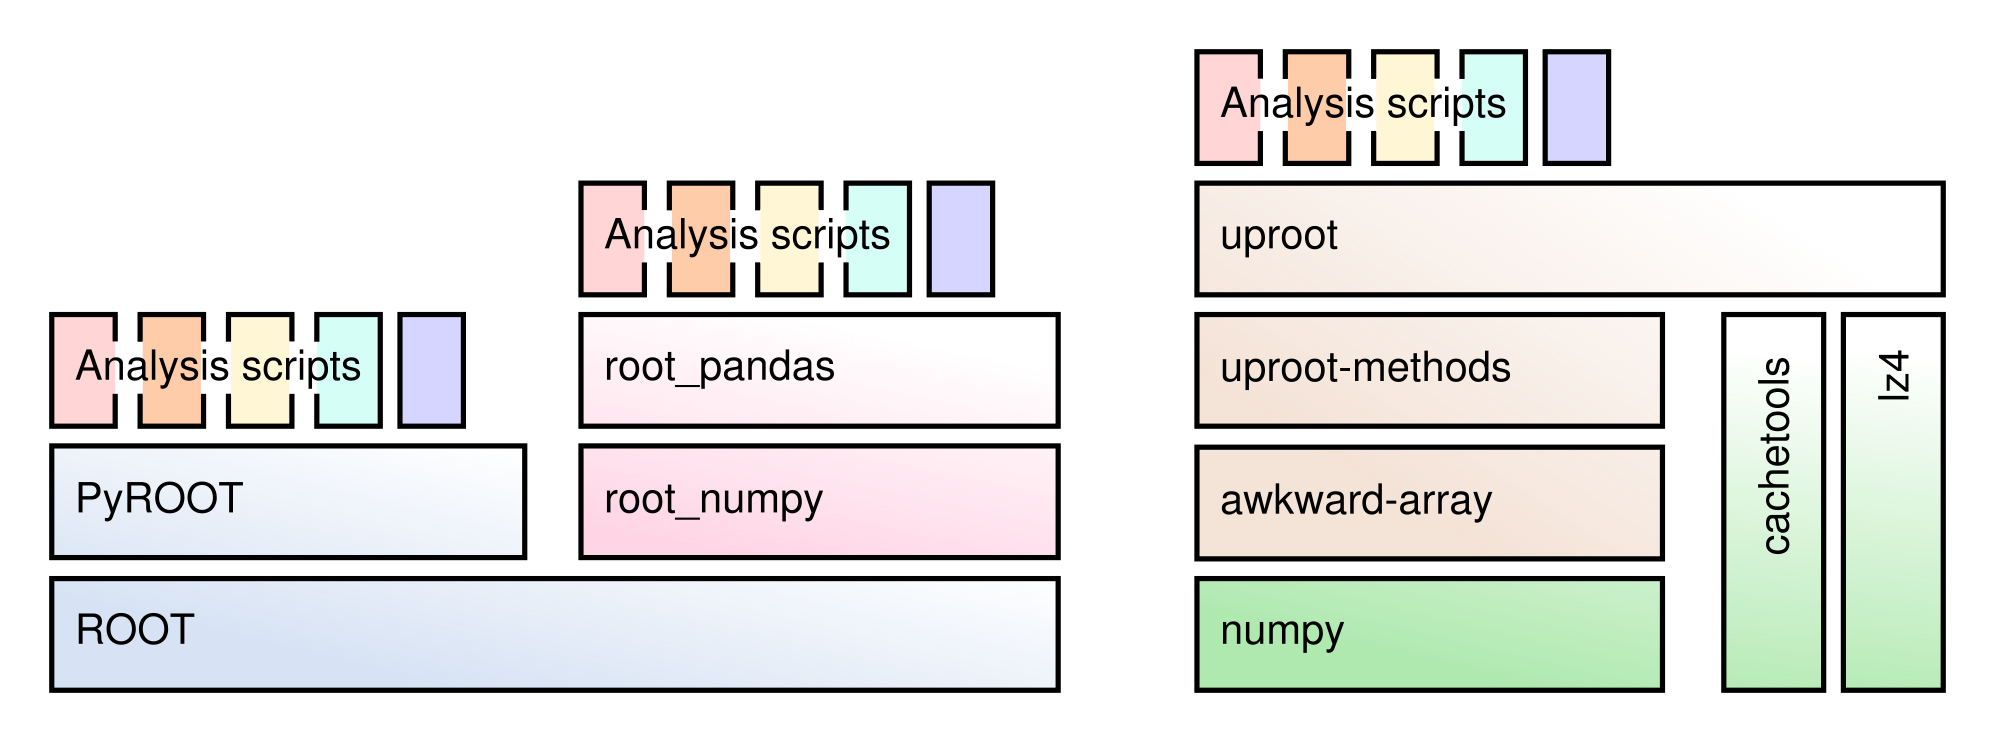 Analysis scripts
PyROOT
ROOT
Analysis scripts
root_pandas
root_numpy
Analysis scripts
uproot
uproot-methods
awkward-array
numpy
cachetools
lz4